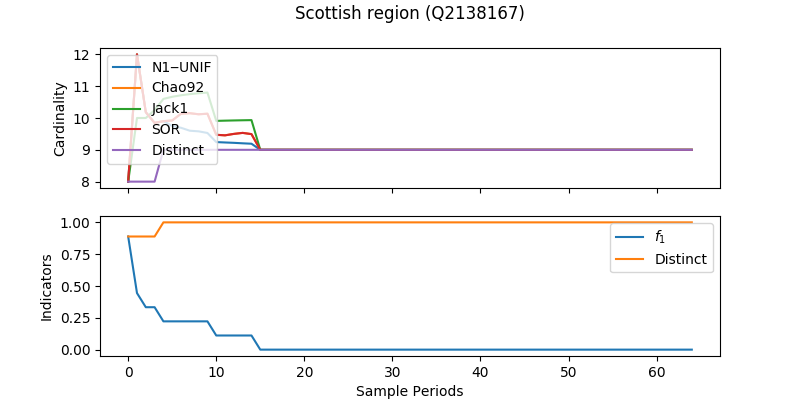 Scottish region (Q2138167)
12
11
10
9
8
Cardinality
N1−UNIF
Chao92
Jack1
SOR
Distinct
1.00
0.75
0.50
0.25
0.00
Indicators
f1
Distinct
0 10 20 30 40 50 60
Sample Periods